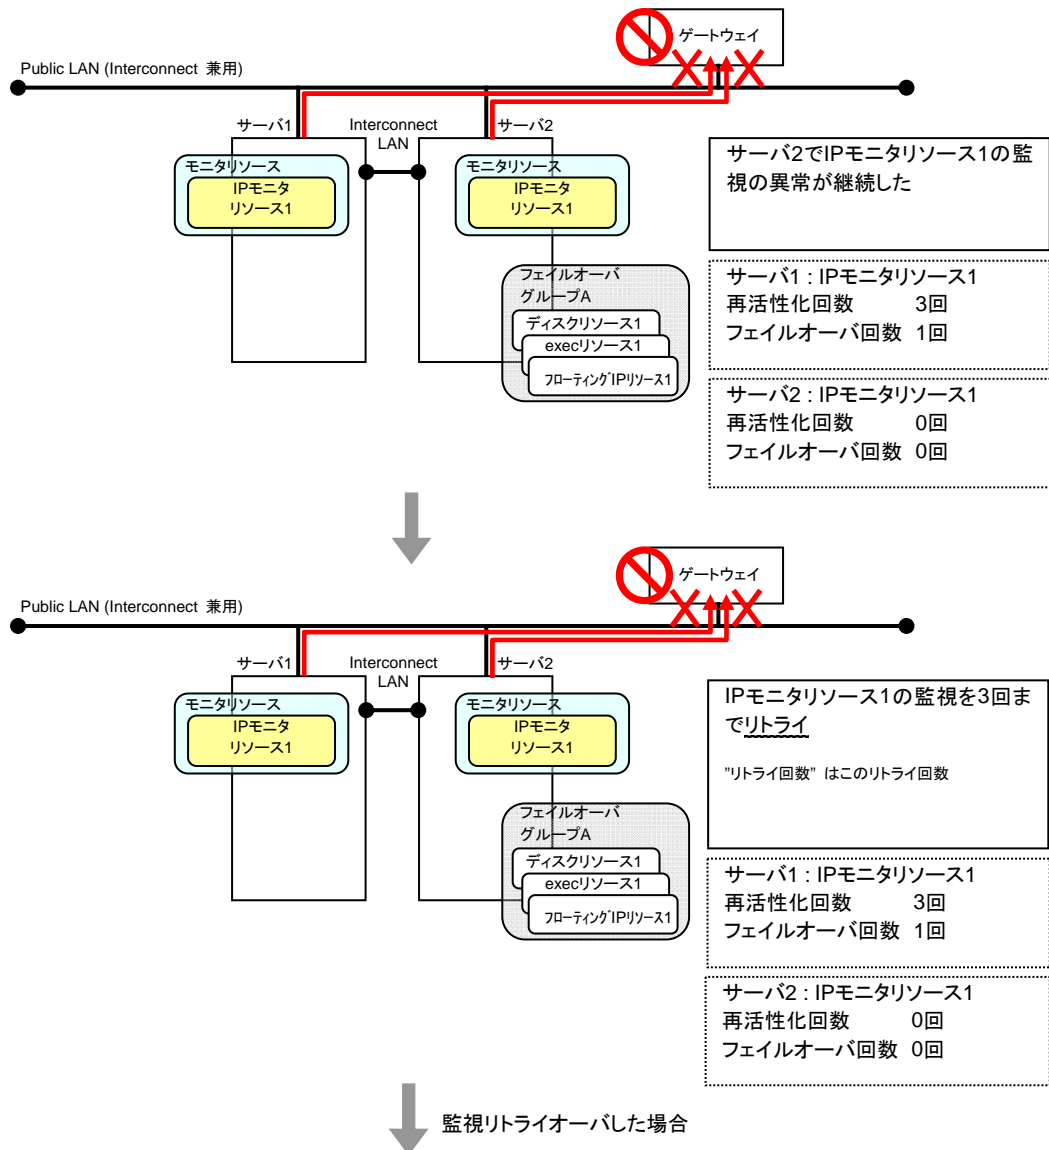 ゲートウェイ
Public LAN (Interconnect 兼用)
サーバ1
Interconnect
LAN
サーバ2
モニタリソース
IPモニタ
リソース1
モニタリソース
IPモニタ
リソース1
フェイルオーバ
グループA
ディスクリソース1
execリソース1
フローティングIPリソース1
サーバ2でIPモニタリソース1の監
視の異常が継続した
サーバ1 : IPモニタリソース1
再活性化回数 3回
フェイルオーバ回数 1回
サーバ2 : IPモニタリソース1
再活性化回数 0回
フェイルオーバ回数 0回
ゲートウェイ
Public LAN (Interconnect 兼用)
サーバ1
Interconnect
LAN
サーバ2
モニタリソース
IPモニタ
リソース1
モニタリソース
IPモニタ
リソース1
フェイルオーバ
グループA
ディスクリソース1
execリソース1
フローティングIPリソース1
IPモニタリソース1の監視を3回ま
でリトライ
”リトライ回数” はこのリトライ回数
サーバ1 : IPモニタリソース1
再活性化回数 3回
フェイルオーバ回数 1回
サーバ2 : IPモニタリソース1
再活性化回数 0回
フェイルオーバ回数 0回
監視リトライオーバした場合